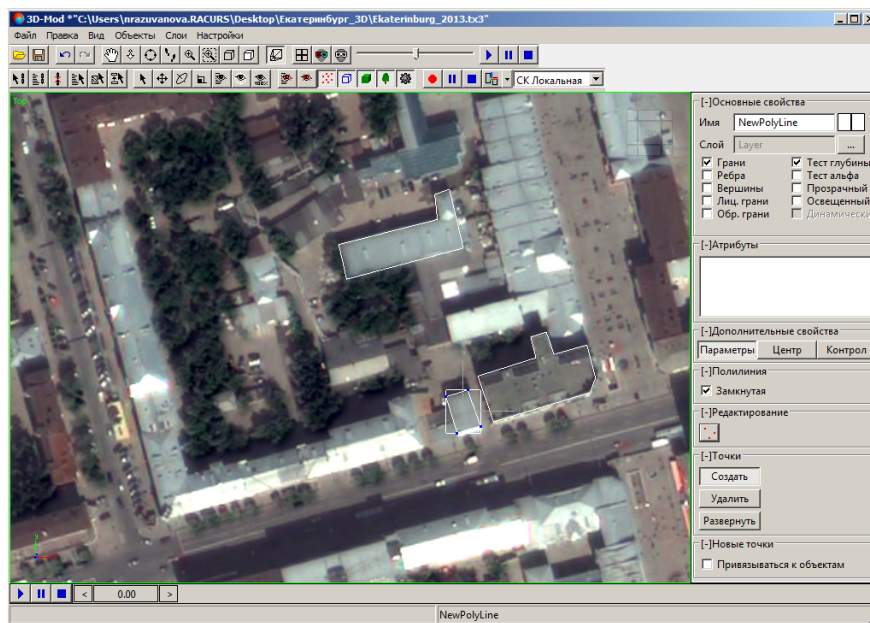 3D-Mod *"C:\Users\nrazuvanova.RACURS\Desktop\Екатеринбург_3D\Ekaterinburg_2013.tx3"
Файл Правка Вид Объекты Слои Настройки
СК Локальная
Top
[-]Основные свойства
Имя NewPolyLine
Слой Layer ...
Грани Тест глубины
Ребра Тест альфа
Вершины Прозрачный
Лиц. грани Освещенный
Обр. грани Динамически
[-]Атрибуты
[-]Дополнительные свойства
Параметры Центр Контрол
[-]Полилиния
Замкнутая
[-]Редактирование
[-]Точки
Создать
Удалить
Развернуть
[-]Новые точки
Привязываться к объектам
< 0.00 >
NewPolyLine